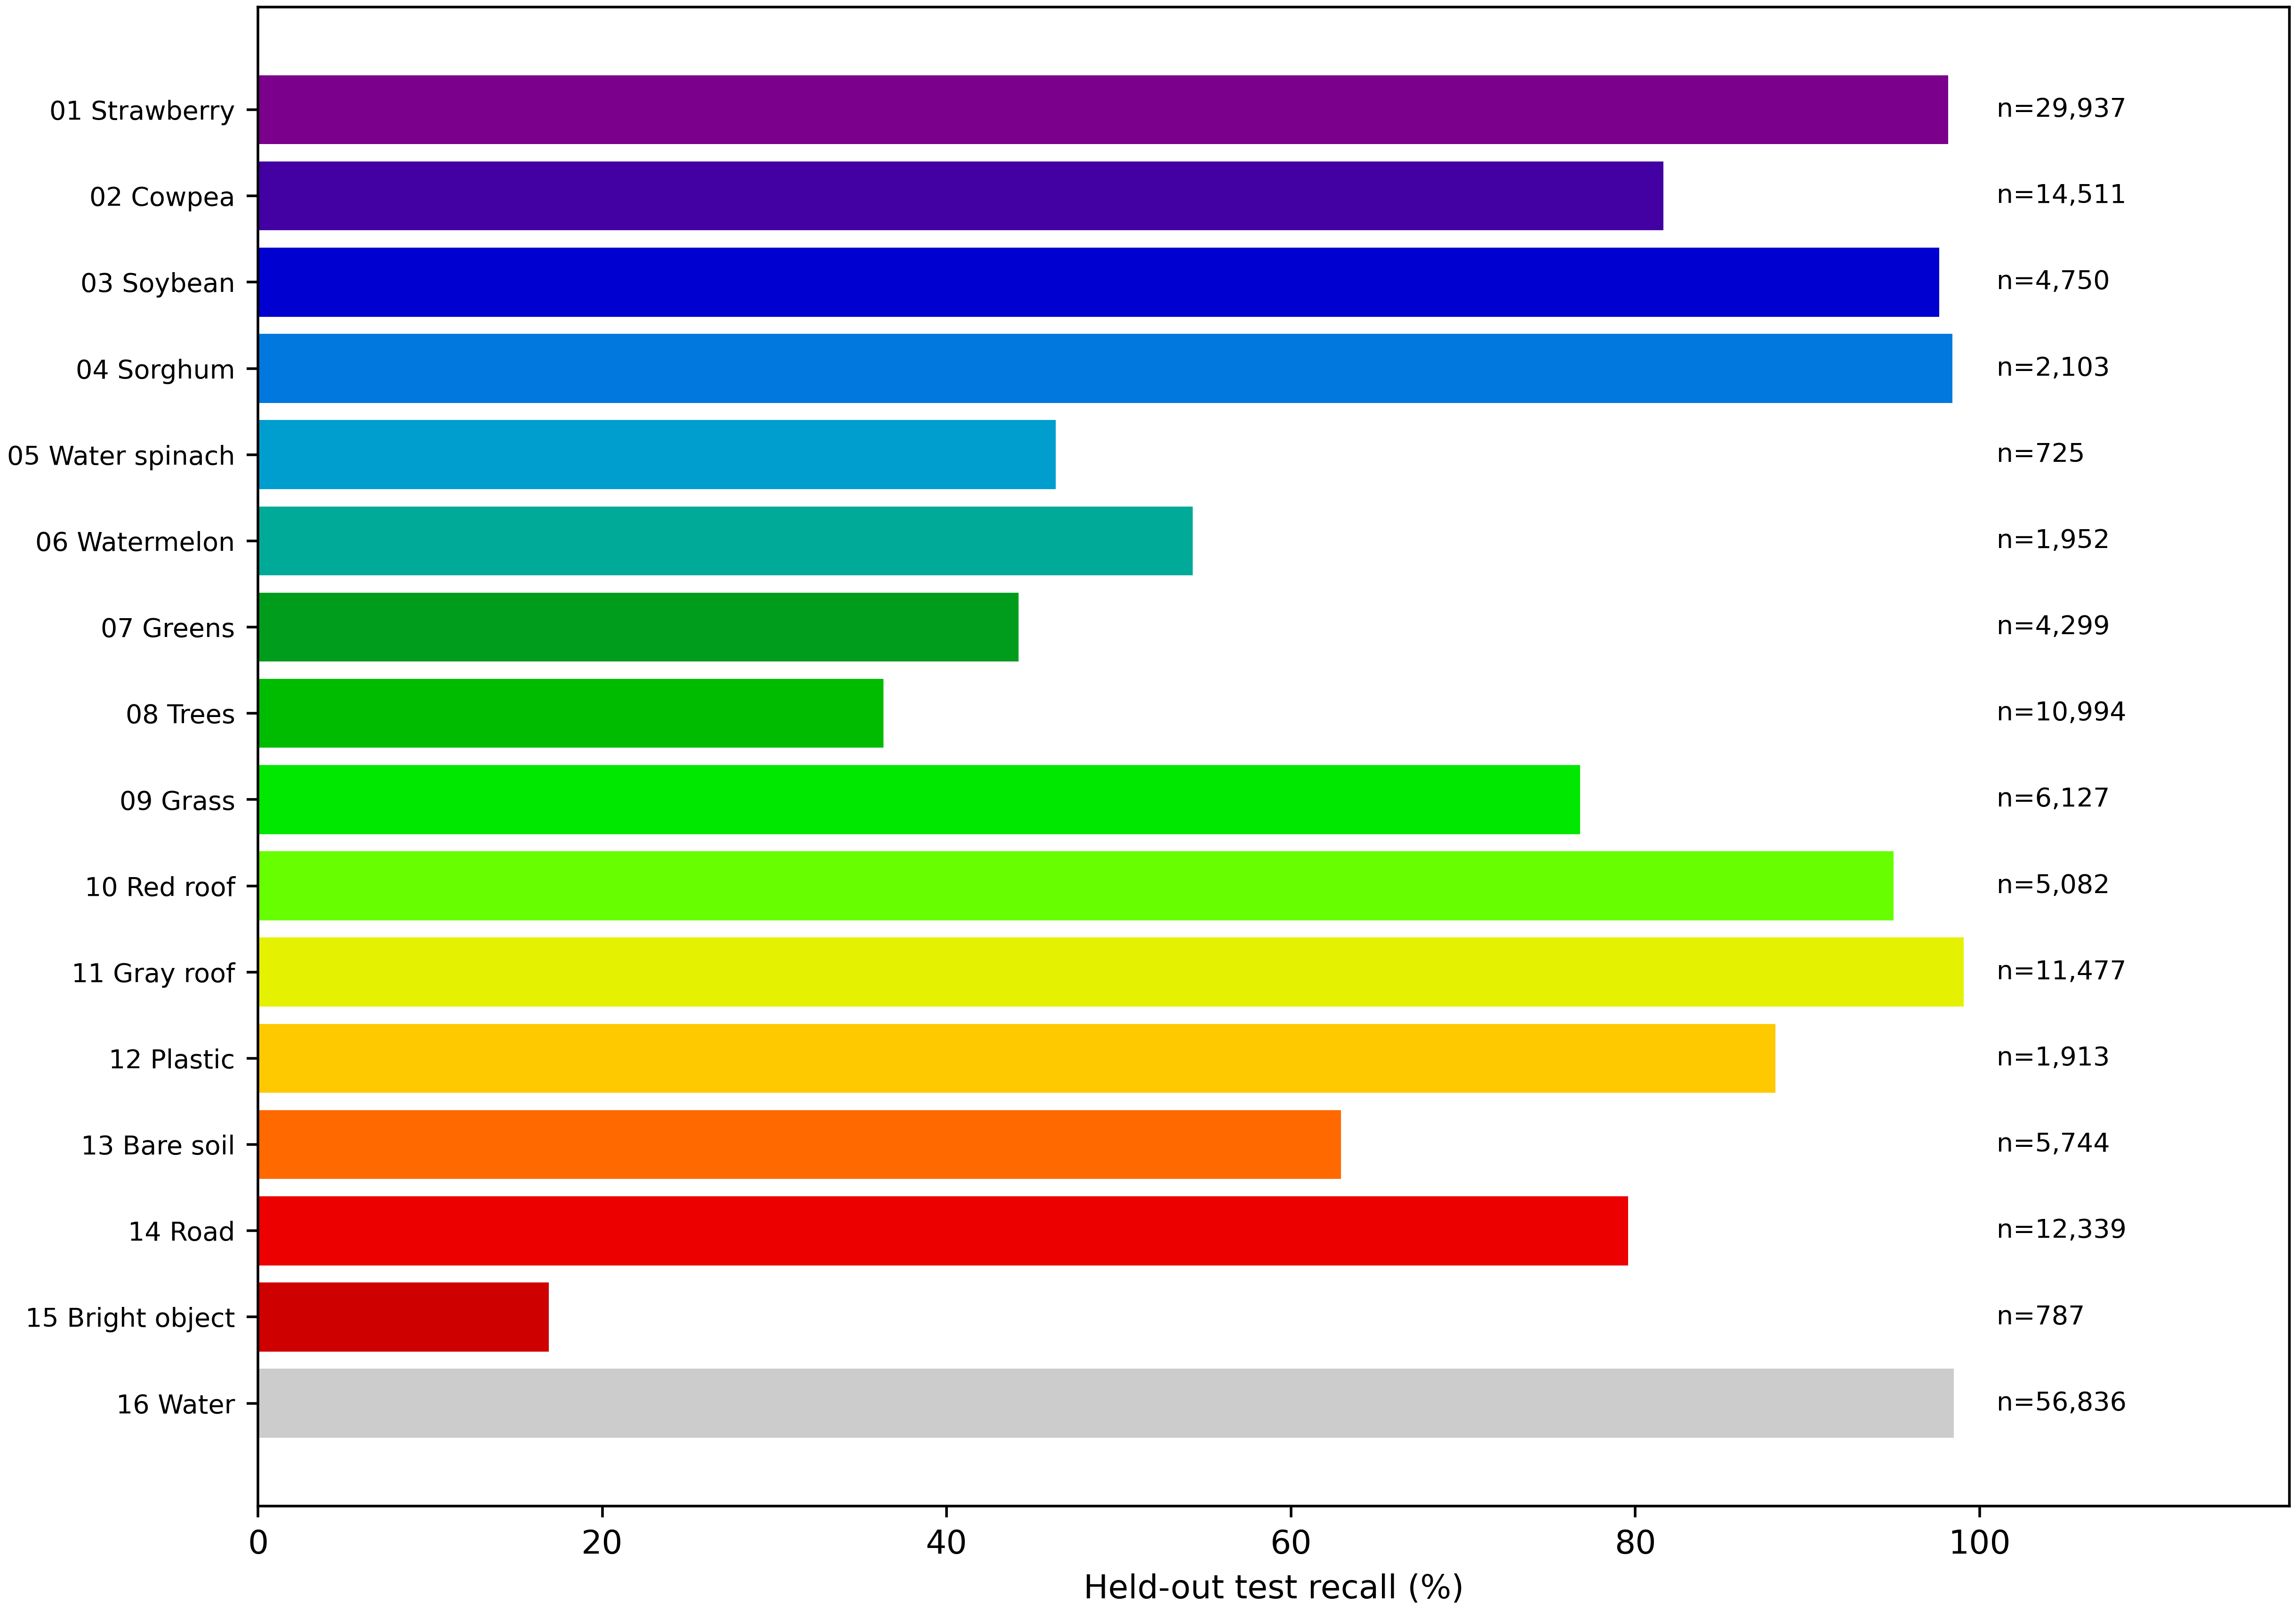 01 Strawberry n=29,937
02 Cowpea n=14,511
03 Soybean n=4,750
04 Sorghum n=2,103
05 Water spinach n=725
06 Watermelon n=1,952
07 Greens n=4,299
08 Trees n=10,994
09 Grass n=6,127
10 Red roof n=5,082
11 Gray roof n=11,477
12 Plastic n=1,913
13 Bare soil n=5,744
14 Road n=12,339
15 Bright object n=787
16 Water n=56,836
0 20 40 60 80 100
Held-out test recall (%)